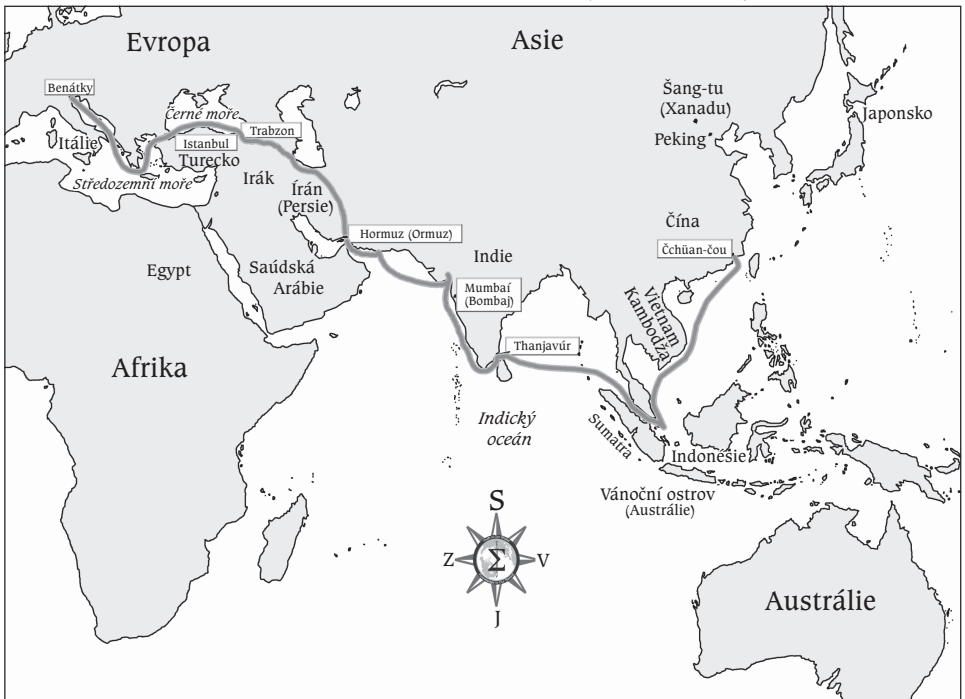 Evropa
Asie
Benátky
Šang-tu
(Xanadu)
Japonsko
Černé moře
Trabzon
Peking
Itálie
Istanbul
Turecko
Středozemní moře
Irák
Írán
(Persie)
Čína
Hormuz (Ormuz)
Čchüan-čou
Indie
Egypt
Saúdská
Arábie
Mumbaí
(Bombaj)
Vietnam
Kambodža
Thanjavúr
Afrika
Indický
oceán
Sumatra
Indonésie
Vánoční ostrov
(Austrálie)
S
Z
Σ
V
J
Austrálie